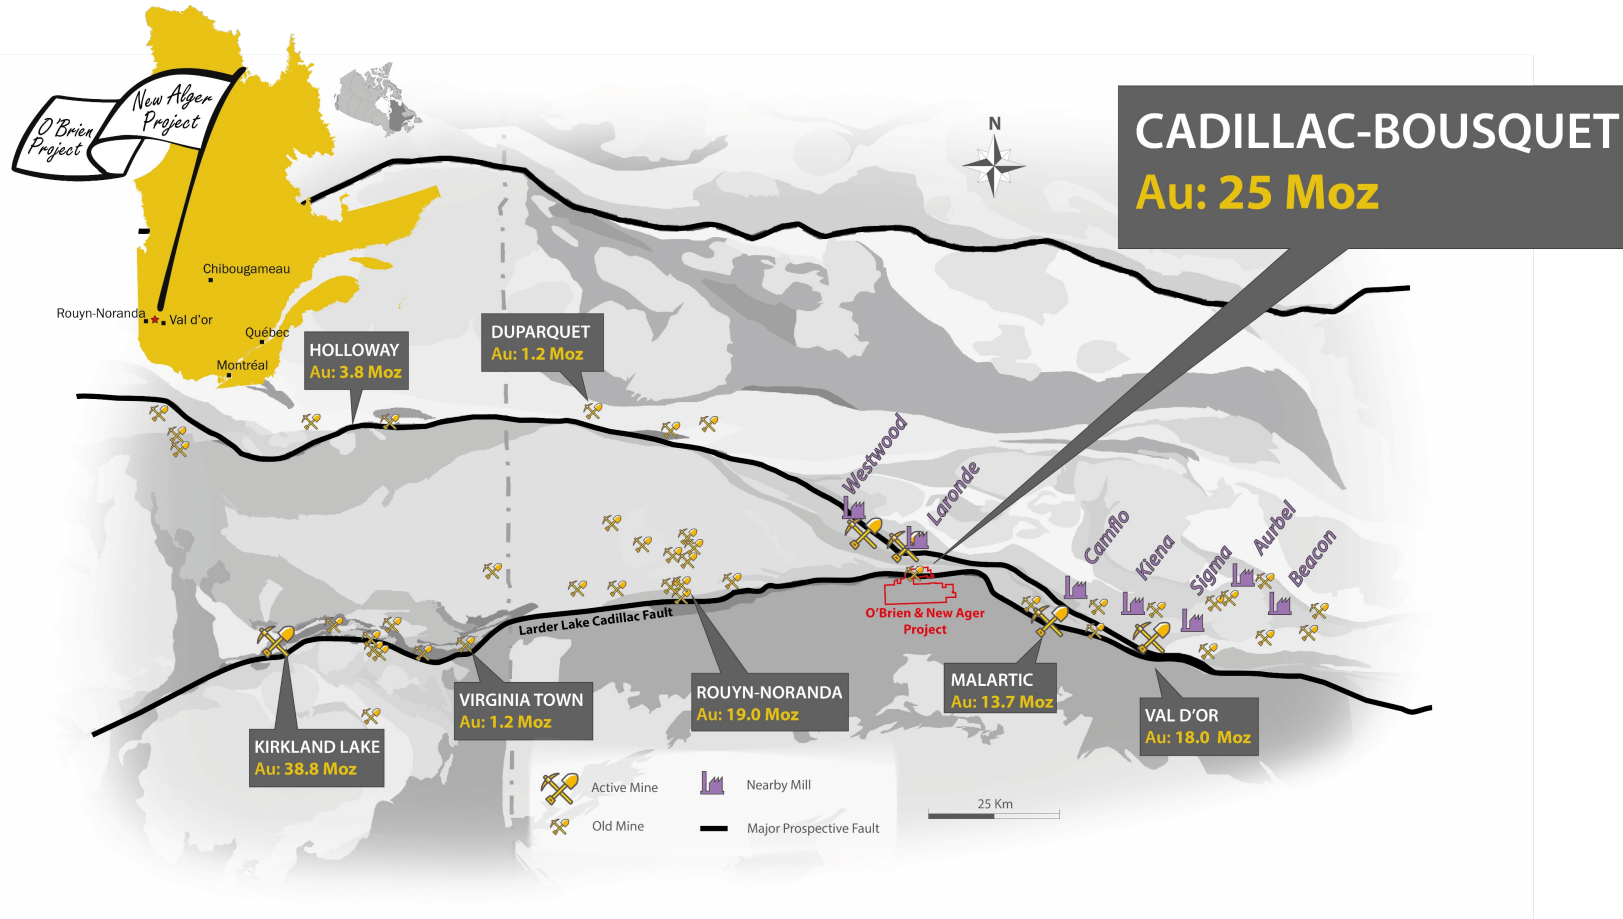 New Alger
Project
O'Brien
Project
N
CADILLAC-BOUSQUET
Au: 25 Moz
Chibougameau
Rouyn-Noranda
Val d'or
Québec
Montréal
HOLLOWAY
Au: 3.8 Moz
DUPARQUET
Au: 1.2 Moz
Westwood
Laronde
Camflo
Kiena
Sigma
Aurbel
Beacon
O'Brien & New Ager
Project
Larder Lake Cadillac Fault
KIRKLAND LAKE
Au: 38.8 Moz
VIRGINIA TOWN
Au: 1.2 Moz
ROUYN-NORANDA
Au: 19.0 Moz
MALARTIC
Au: 13.7 Moz
VAL D'OR
Au: 18.0 Moz
Active Mine
Nearby Mill
Old Mine
Major Prospective Fault
25 Km